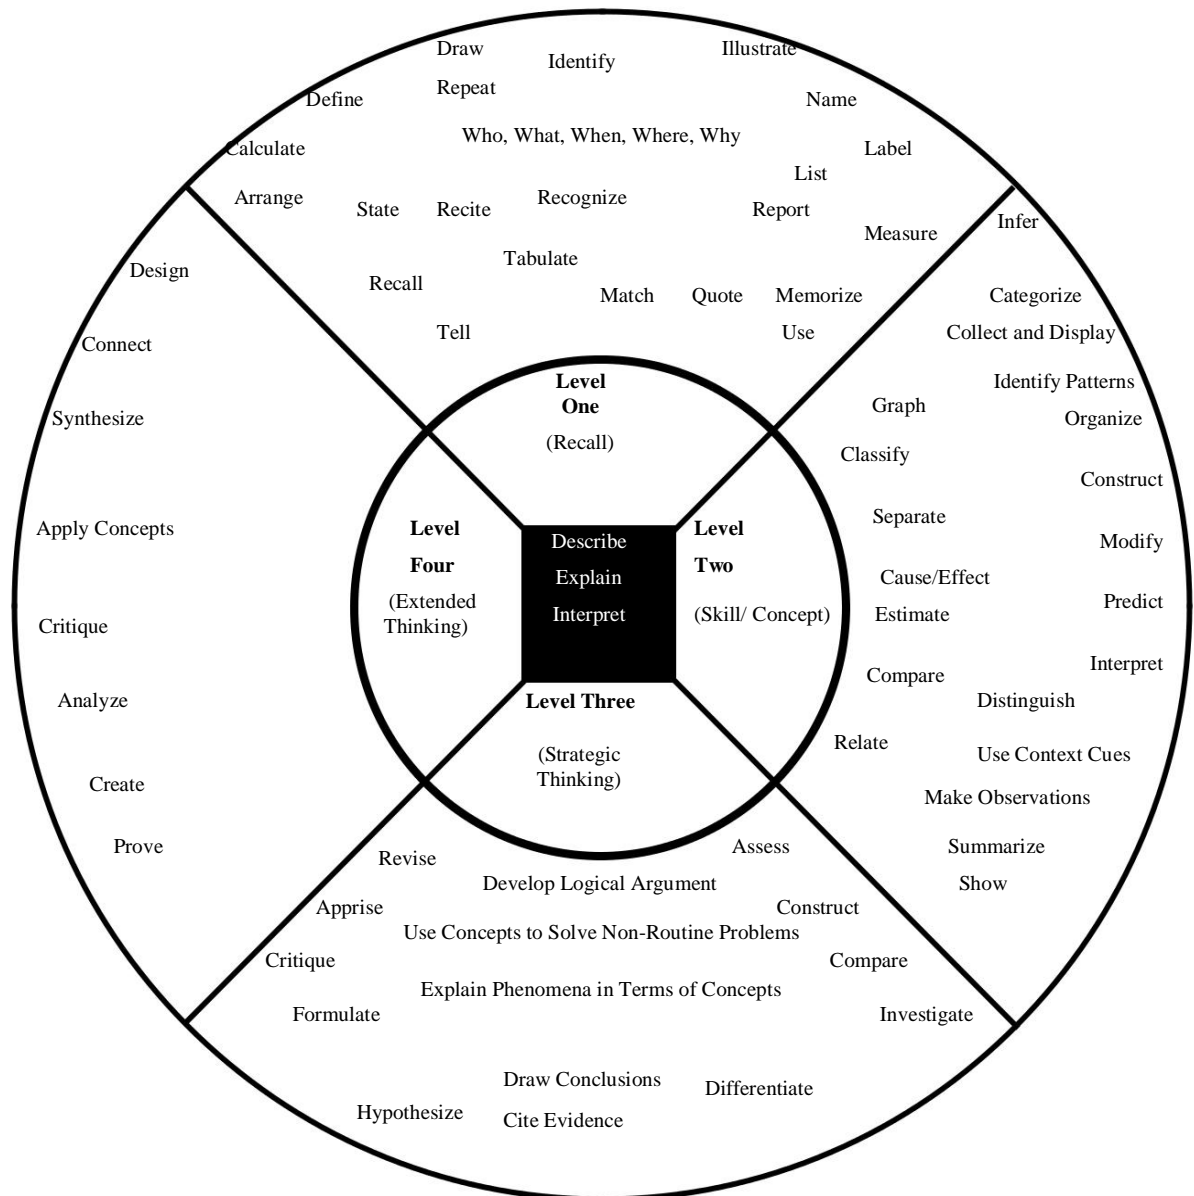 Draw
Identify
Illustrate
Repeat
Define
Name
Who, What, When, Where, Why
Calculate
Label
List
Arrange
State
Recite
Recognize
Report
Measure
Tabulate
Recall
Match
Quote
Memorize
Tell
Use
Level
One
(Recall)
Infer
Categorize
Collect and Display
Identify Patterns
Graph
Organize
Classify
Construct
Separate
Modify
Cause/Effect
Predict
Estimate
Interpret
Compare
Distinguish
Relate
Use Context Cues
Make Observations
Summarize
Show
Level
Two
(Skill/ Concept)
Describe
Explain
Interpret
Level
Four
(Extended
Thinking)
Design
Connect
Synthesize
Apply Concepts
Critique
Analyze
Create
Prove
Level Three
(Strategic
Thinking)
Assess
Revise
Develop Logical Argument
Apprise
Construct
Use Concepts to Solve Non-Routine Problems
Critique
Compare
Explain Phenomena in Terms of Concepts
Formulate
Investigate
Draw Conclusions
Differentiate
Hypothesize
Cite Evidence